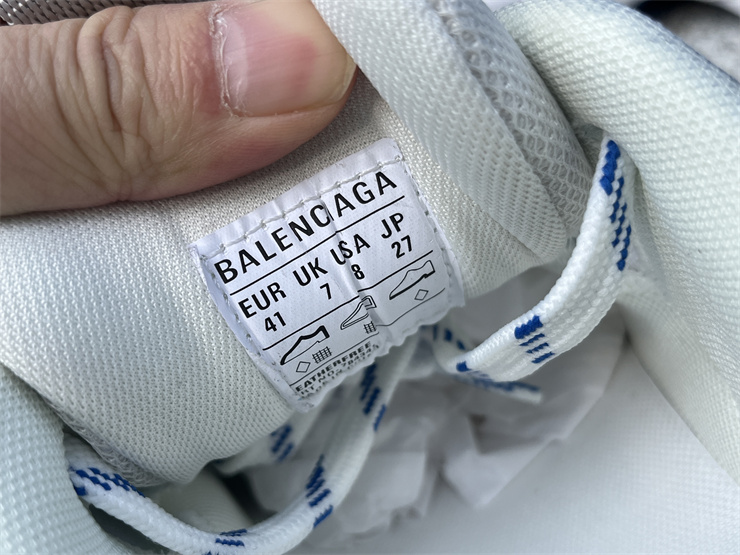 BALENCIAGA
EUR UK USA JP
41 7 8 27